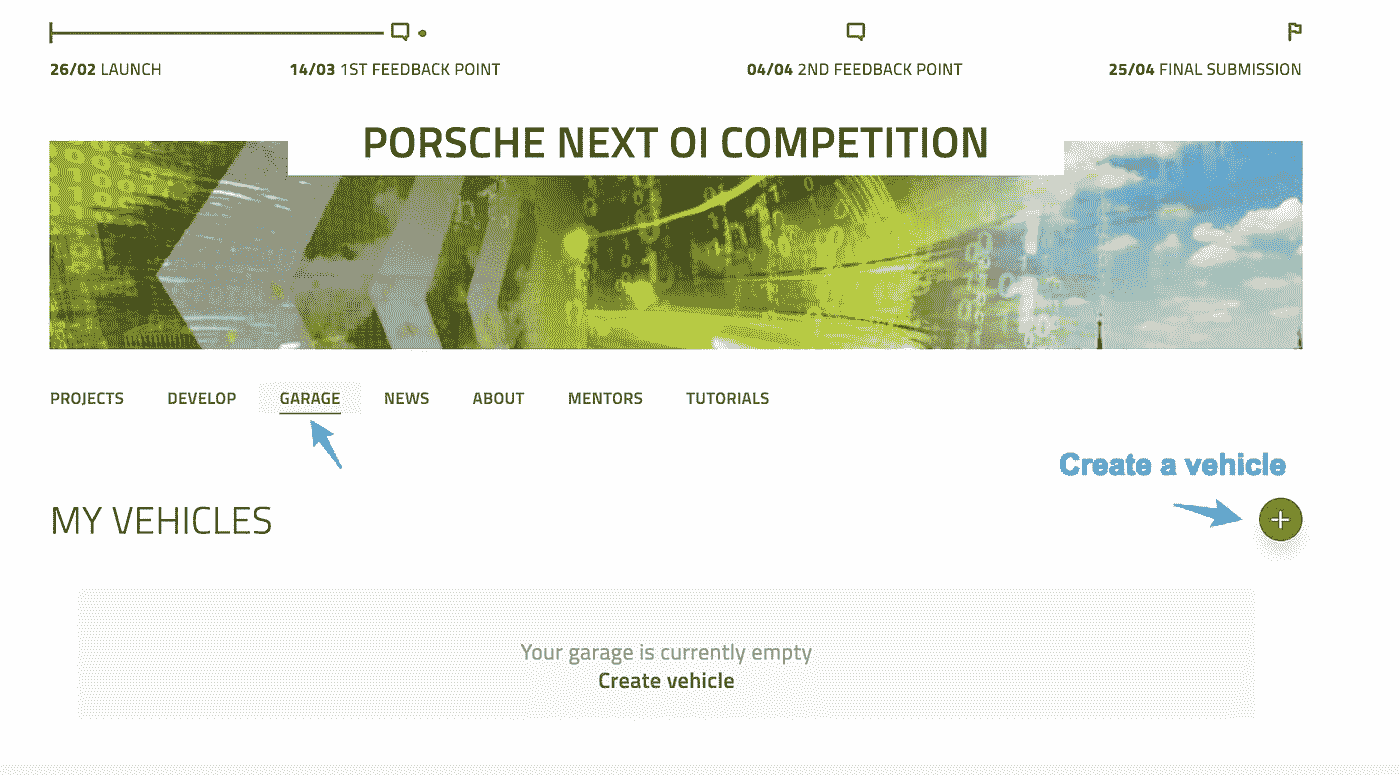 26/02 LAUNCH 14/03 1ST FEEDBACK POINT 04/04 2ND FEEDBACK POINT 25/04 FINAL SUBMISSION
PORSCHE NEXT OI COMPETITION
PROJECTS DEVELOP GARAGE NEWS ABOUT MENTORS TUTORIALS
Create a vehicle
MY VEHICLES
Your garage is currently empty
Create vehicle